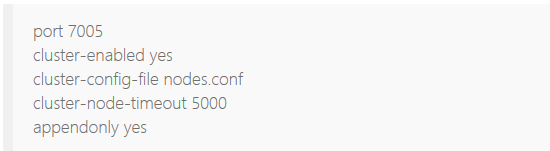 port 7005
cluster-enabled yes
cluster-config-file nodes.conf
cluster-node-timeout 5000
appendonly yes